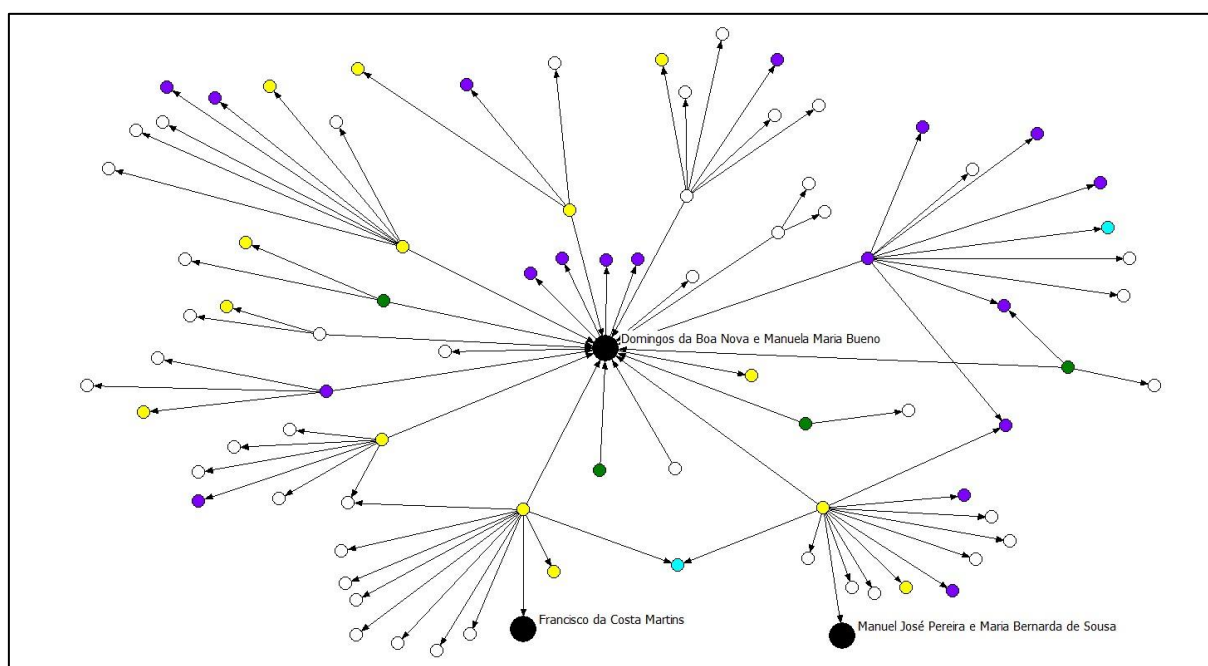 Domingos da Boa Nova e Manuela Maria Bueno
Francisco da Costa Martins
Manuel José Pereira e Maria Bernarda de Sousa